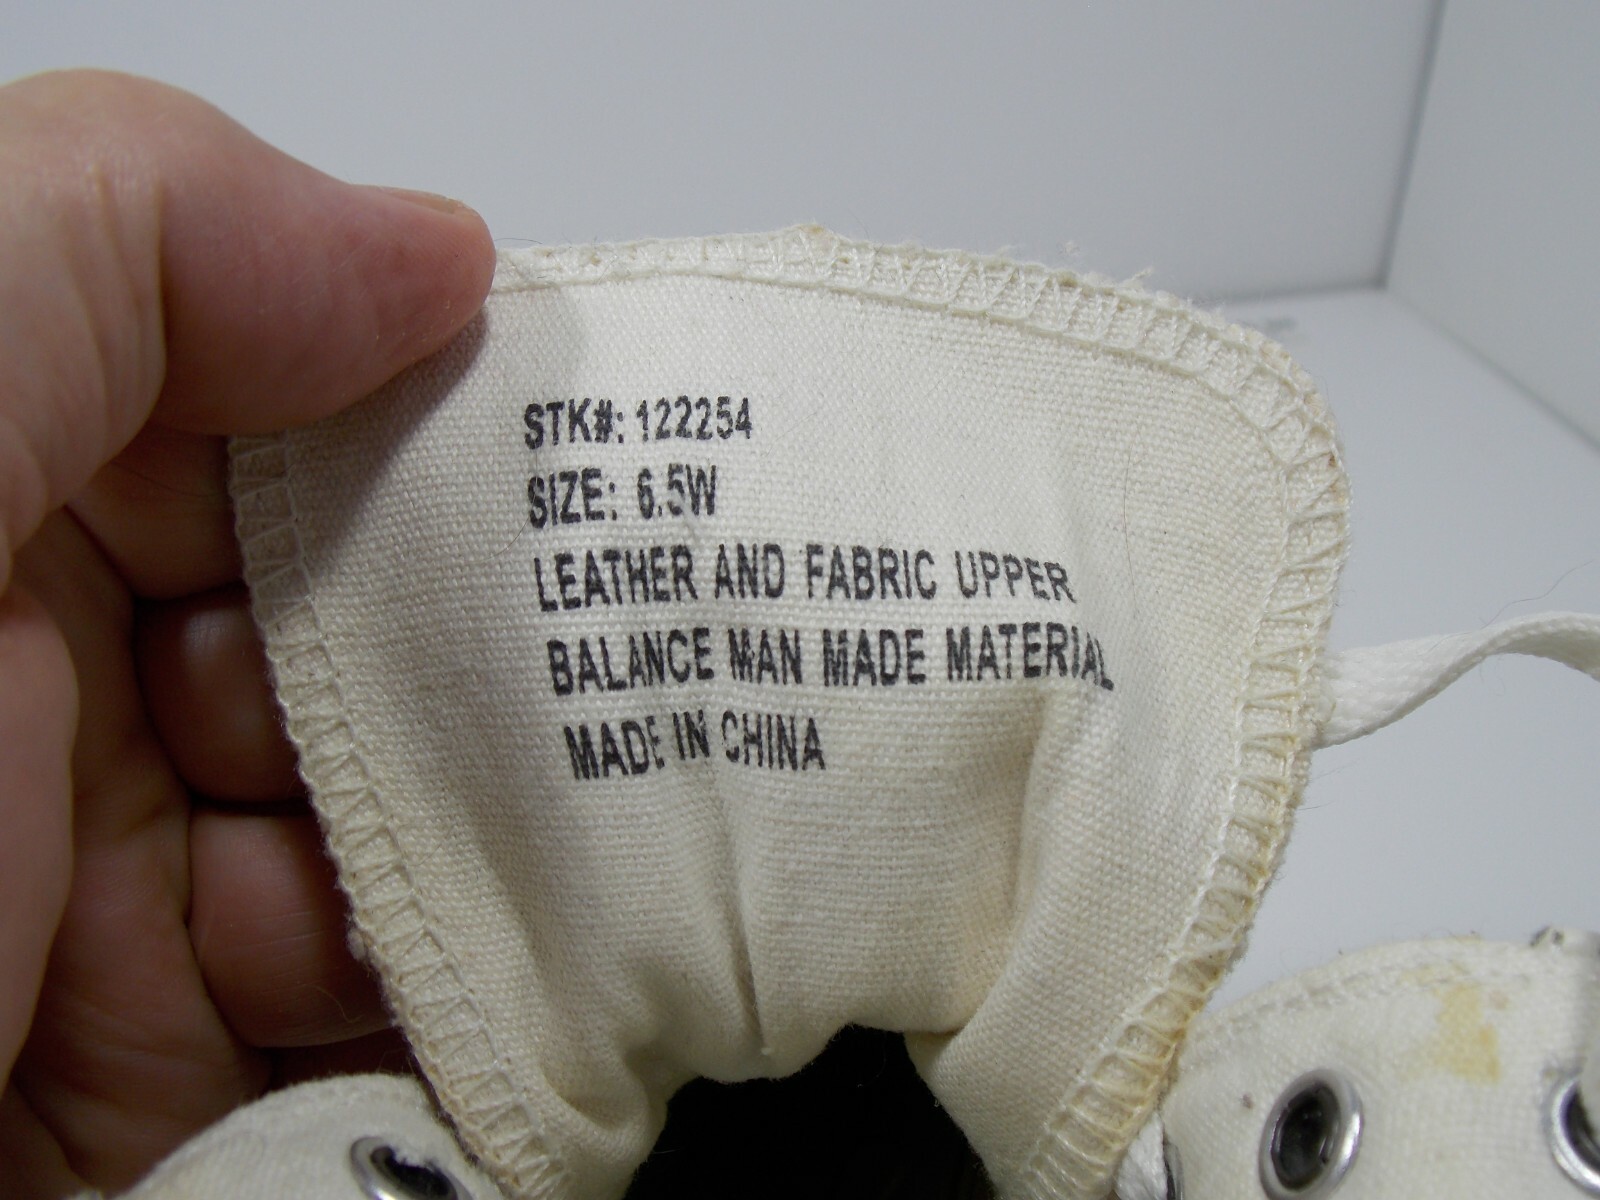 STK#: 122254
SIZE: 6.5W
LEATHER AND FABRIC UPPER
BALANCE MAN MADE MATERIAL
MADE IN CHINA